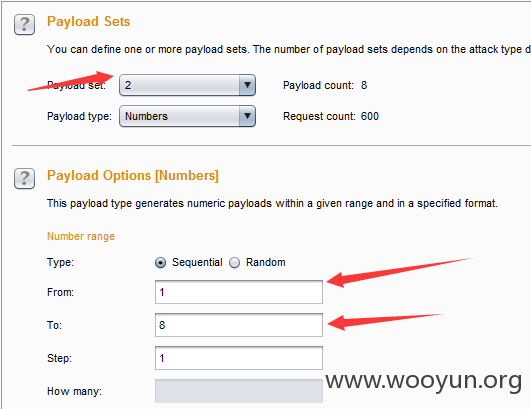 ?
Payload Sets
You can define one or more payload sets. The number of payload sets depends on the attack type d
Payload set: 2 Payload count: 8
Payload type: Numbers Request count: 600
?
Payload Options [Numbers]
This payload type generates numeric payloads within a given range and in a specified format.
Number range
Type: Sequential Random
From: 1
To: 8
Step: 1
How many:
www.wooyun.org